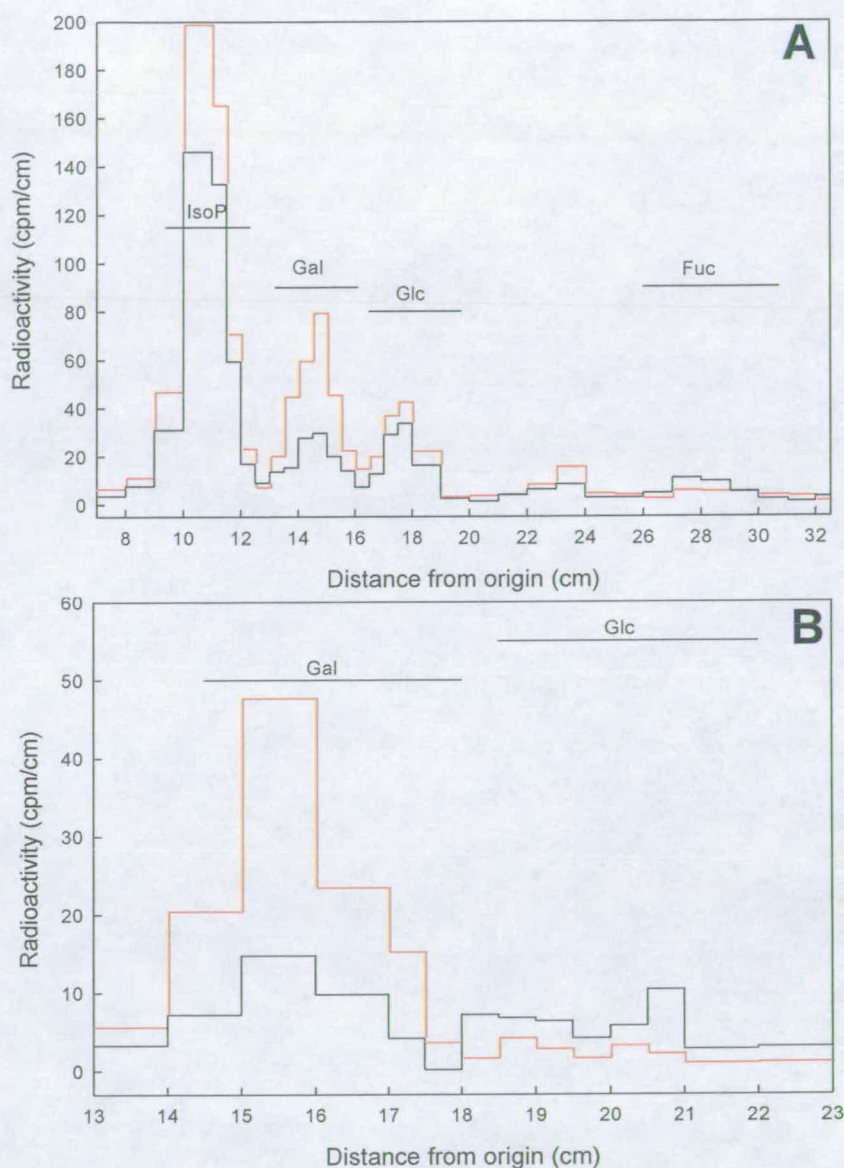 A
Radioactivity (cpm/cm)
200
180
160
140
120
100
80
60
40
20
0
IsoP
Gal
Glc
Fuc
8 10 12 14 16 18 20 22 24 26 28 30 32
Distance from origin (cm)
B
Radioactivity (cpm/cm)
60
50
40
30
20
10
0
Gal
Glc
13 14 15 16 17 18 19 20 21 22 23
Distance from origin (cm)